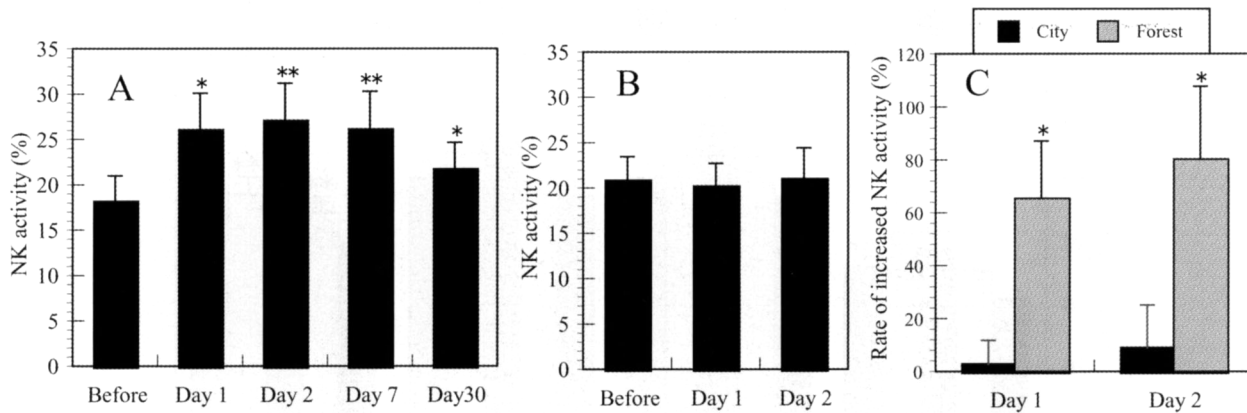 A
NK activity (%)
35
30
25
20
15
10
5
0
*
**
**
*
Before Day 1 Day 2 Day 7 Day30
B
NK activity (%)
35
30
25
20
15
10
5
0
Before Day 1 Day 2
City Forest
C
Rate of increased NK activity (%)
120
100
80
60
40
20
0
*
*
Day 1 Day 2